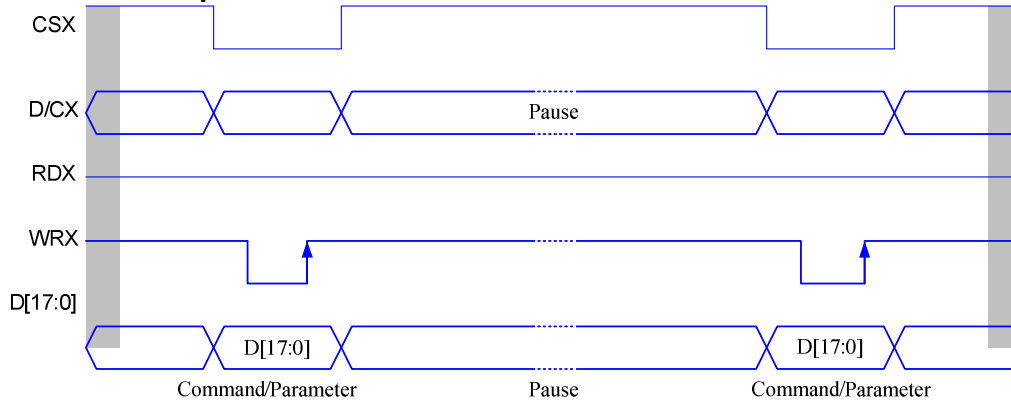 CSX
D/CX
Pause
RDX
WRX
D[17:0]
D[17:0] D[17:0]
Command/Parameter Pause Command/Parameter